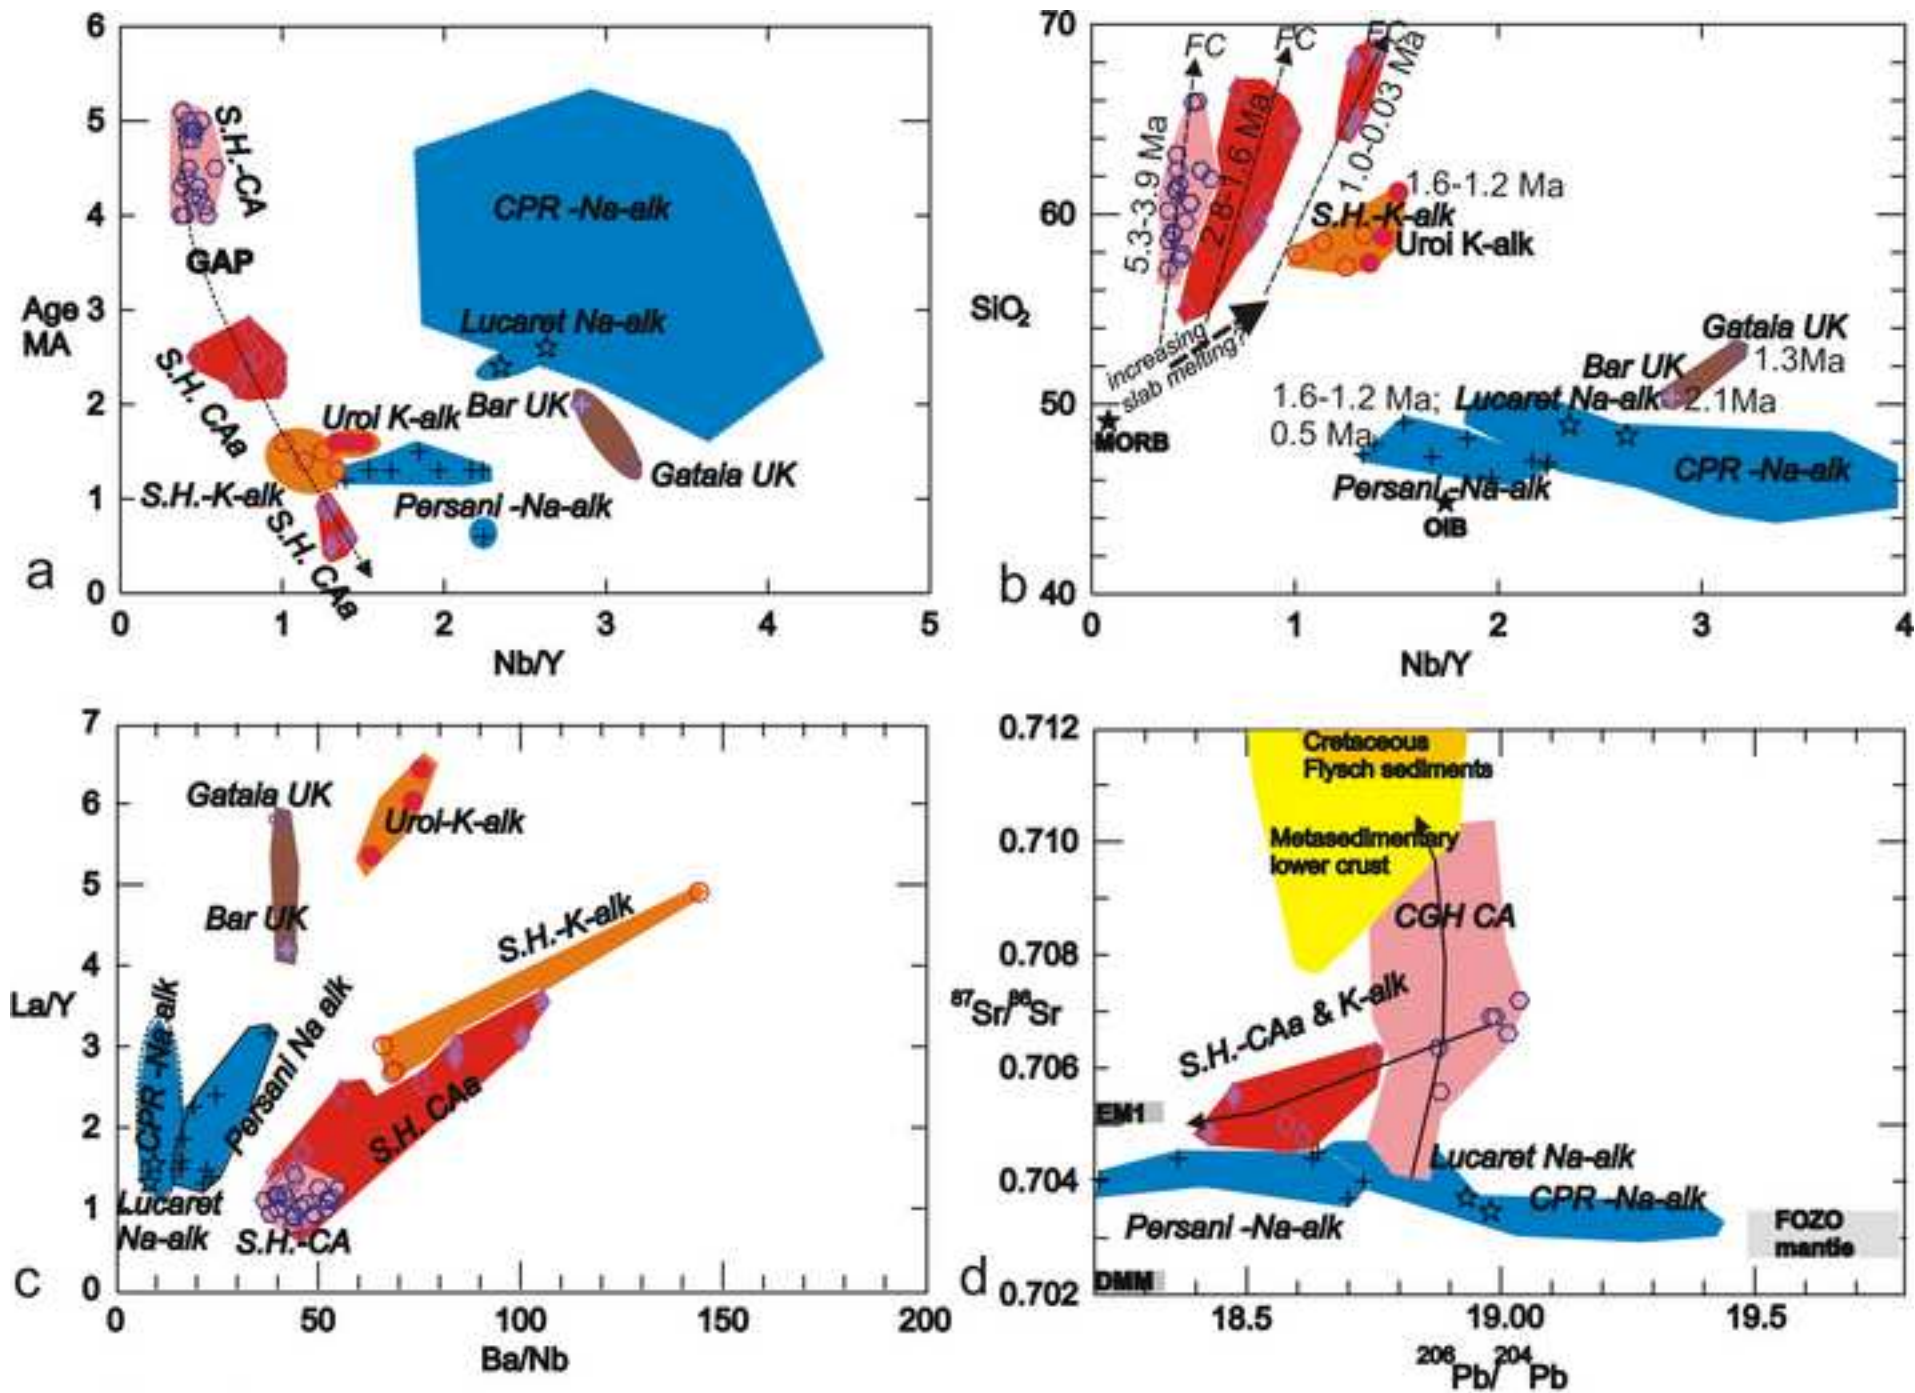 6
5
4
3
2
1
0
Age
MA
S.H.-CA
GAP
CPR -Na-alk
Lucaret Na-alk
S.H. CAa
Uroi K-alk
Bar UK
S.H.-K-alk
Gataia UK
Persani -Na-alk
S.H. CAa
a
0 1 2 3 4 5
Nb/Y
70
60
50
40
SiO2
FC
FC
FC
5.3-3.9 Ma
2.8-1.6 Ma
1.0-0.03 Ma
1.6-1.2 Ma
S.H.-K-alk
Uroi K-alk
increasing
slab melting?
Gataia UK
Bar UK
1.3Ma
1.6-1.2 Ma;
Lucaret Na-alk
2.1Ma
0.5 Ma
MORB
CPR -Na-alk
Persani -Na-alk
OIB
b
0 1 2 3 4
Nb/Y
7
6
5
4
3
2
1
0
La/Y
Gataia UK
Uroi-K-alk
Bar UK
S.H.-K-alk
CPR -Na alk
Persani Na alk
S.H. CAa
Lucaret
Na-alk
S.H.-CA
c
0 50 100 150 200
Ba/Nb
0.712
0.710
0.708
0.706
0.704
0.702
87Sr/86Sr
Cretaceous
Flysch sediments
Metasedimentary
lower crust
CGH CA
S.H.-CAa & K-alk
EM1
Lucaret Na-alk
CPR -Na-alk
Persani -Na-alk
FOZO
mantle
DMM
d
18.5 19.00 19.5
206Pb/204Pb